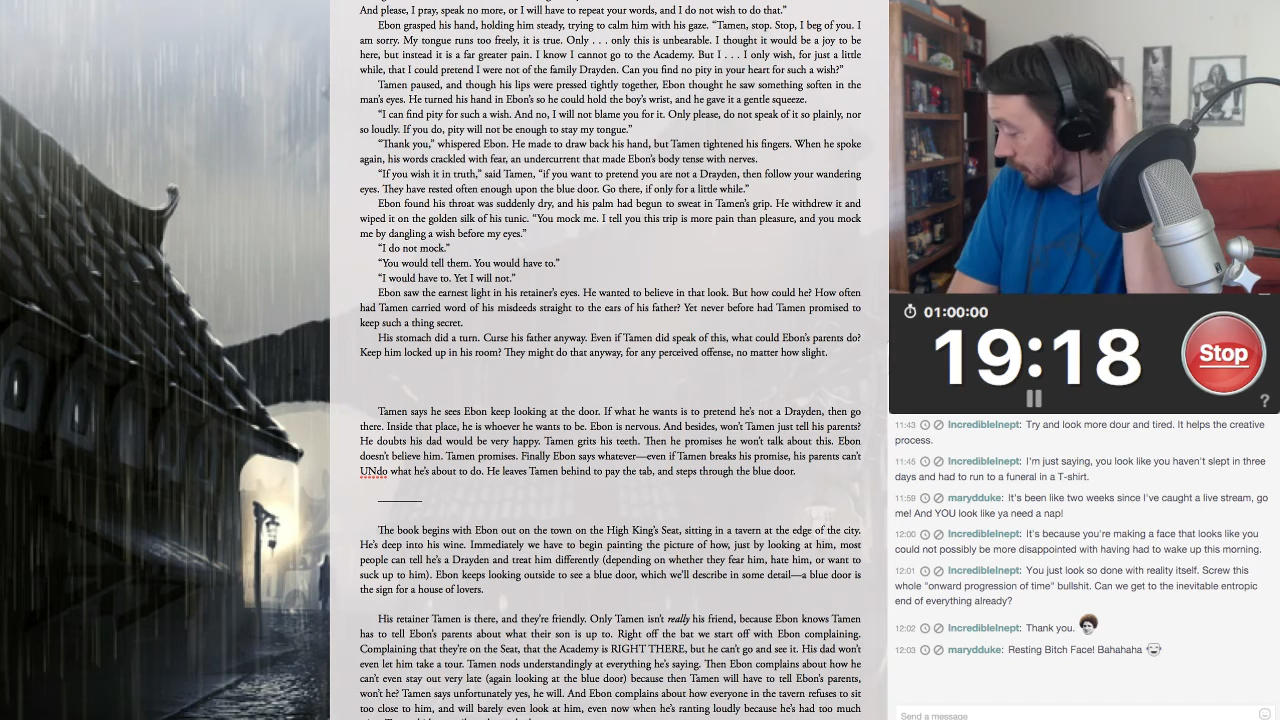 And please, I pray, speak no more, or I will have to repeat your words, and I do not wish to do that.”
Ebon grasped his hand, holding him steady, trying to calm him with his gaze. “Tamen, stop. Stop, I beg of you. I
am sorry. My tongue runs too freely, it is true. Only . . . only this is unbearable. I thought it would be a joy to be
here, but instead it is a far greater pain. I know I cannot go to the Academy. But I . . . I only wish, for just a little
while, that I could pretend I were not of the family Drayden. Can you find no pity in your heart for such a wish?”
Tamen paused, and though his lips were pressed tightly together, Ebon thought he saw something soften in the
man’s eyes. He turned his hand in Ebon’s so he could hold the boy’s wrist, and he gave it a gentle squeeze.
“I can find pity for such a wish. And no, I will not blame you for it. Only please, do not speak of it so plainly, nor
so loudly. If you do, pity will not be enough to stay my tongue.”
“Thank you,” whispered Ebon. He made to draw back his hand, but Tamen tightened his fingers. When he spoke
again, his words crackled with fear, an undercurrent that made Ebon’s body tense with nerves.
“If you wish it in truth,” said Tamen, “if you want to pretend you are not a Drayden, then follow your wandering
eyes. They have rested often enough upon the blue door. Go there, if only for a little while.”
Ebon found his throat was suddenly dry, and his palm had begun to sweat in Tamen’s grip. He withdrew it and
wiped it on the golden silk of his tunic. “You mock me. I tell you this trip is more pain than pleasure, and you mock
me by dangling a wish before my eyes.”
“I do not mock.”
“You would tell them. You would have to.”
“I would have to. Yet I will not.”
Ebon saw the earnest light in his retainer’s eyes. He wanted to believe in that look. But how could he? How often
had Tamen carried word of his misdeeds straight to the ears of his father? Yet never before had Tamen promised to
keep such a thing secret.
His stomach did a turn. Curse his father anyway. Even if Tamen did speak of this, what could Ebon’s parents do?
Keep him locked up in his room? They might do that anyway, for any perceived offense, no matter how slight.
Tamen says he sees Ebon keep looking at the door. If what he wants is to pretend he’s not a Drayden, then go
there. Inside that place, he is whoever he wants to be. Ebon is nervous. And besides, won’t Tamen just tell his parents?
He doubts his dad would be very happy. Tamen grits his teeth. Then he promises he won’t talk about this. Ebon
doesn’t believe him. Tamen promises. Finally Ebon says whatever—even if Tamen breaks his promise, his parents can’t
UNdo what he’s about to do. He leaves Tamen behind to pay the tab, and steps through the blue door.
The book begins with Ebon out on the town on the High King’s Seat, sitting in a tavern at the edge of the city.
He’s deep into his wine. Immediately we have to begin painting the picture of how, just by looking at him, most
people can tell he’s a Drayden and treat him differently (depending on whether they fear him, hate him, or want to
suck up to him). Ebon keeps looking outside to see a blue door, which we’ll describe in some detail—a blue door is
the sign for a house of lovers.
His retainer Tamen is there, and they’re friendly. Only Tamen isn’t really his friend, because Ebon knows Tamen
has to tell Ebon’s parents about what their son is up to. Right off the bat we start off with Ebon complaining.
Complaining that they’re on the Seat, that the Academy is RIGHT THERE, but he can’t go and see it. His dad won’t
even let him take a tour. Tamen nods understandingly at everything he’s saying. Then Ebon complains about how he
can’t even stay out very late (again looking at the blue door) because then Tamen will have to tell Ebon’s parents,
won’t he? Tamen says unfortunately yes, he will. And Ebon complains about how everyone in the tavern refuses to sit
too close to him, and will barely even look at him, even now when he’s ranting loudly because he’s had too much
01:00:00
19:18
Stop
?
11:43 IncredibleInept: Try and look more dour and tired. It helps the creative
process.
11:45 IncredibleInept: I'm just saying, you look like you haven't slept in three
days and had to run to a funeral in a T-shirt.
11:59 marydduke: It's been like two weeks since I've caught a live stream, go
me! And YOU look like ya need a nap!
12:00 IncredibleInept: It's because you're making a face that looks like you
could not possibly be more disappointed with having had to wake up this morning.
12:01 IncredibleInept: You just look so done with reality itself. Screw this
whole "onward progression of time" bullshit. Can we get to the inevitable entropic
end of everything already?
12:02 IncredibleInept: Thank you.
12:03 marydduke: Resting Bitch Face! Bahahaha
Send a message